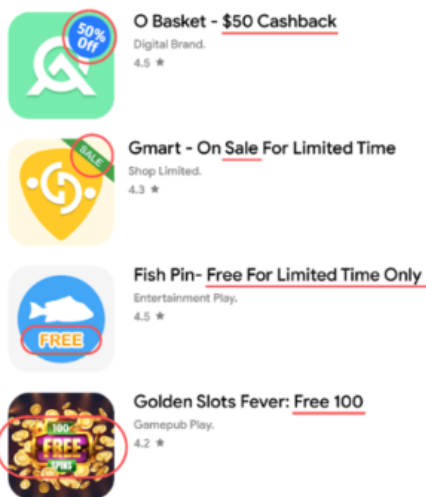 50%
Off
O Basket - $50 Cashback
Digital Brand.
4.5 ★
SALE
Gmart - On Sale For Limited Time
Shop Limited.
4.3 ★
Fish Pin- Free For Limited Time Only
Entertainment Play.
4.5 ★
FREE
Golden Slots Fever: Free 100
Gamepub Play.
4.2 ★
100
FREE
SPINS